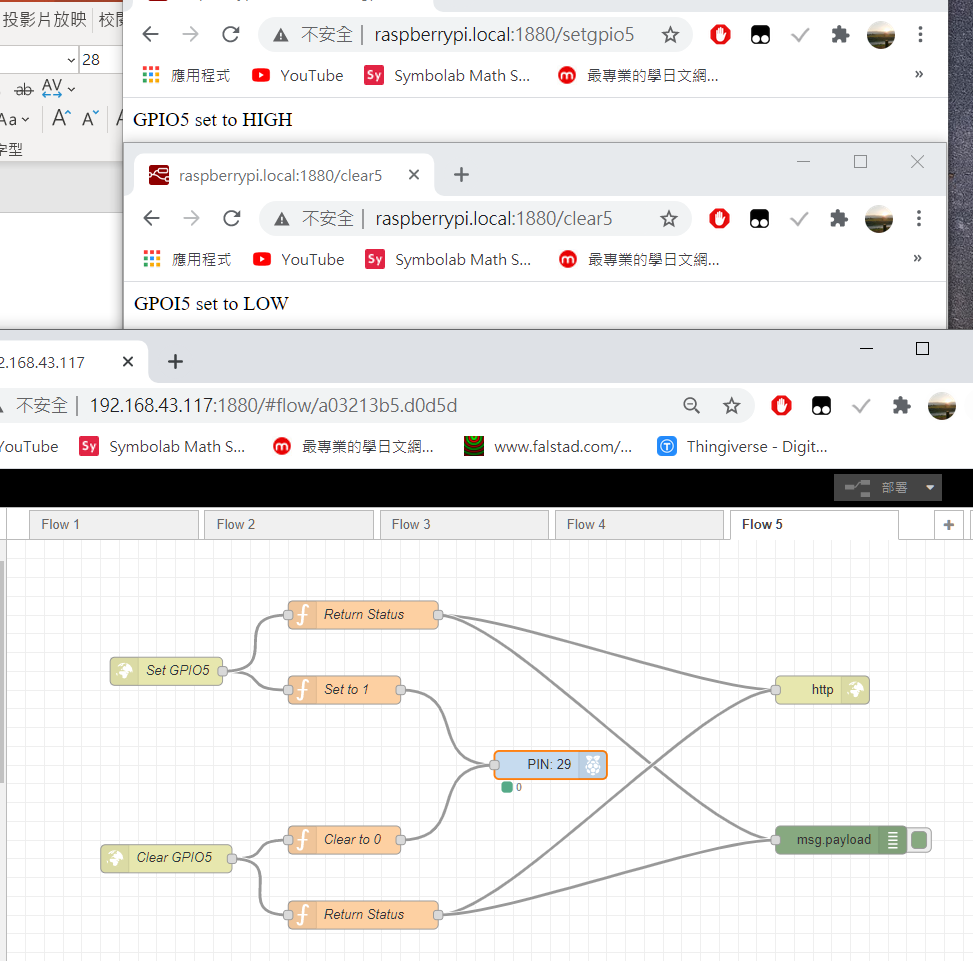 投影片放映 校閱
28
ab AV
Aa A A
字型
不安全 raspberrypi.local:1880/setgpio5
應用程式 YouTube Sy Symbolab Math S... 最專業的學日文網... »
GPIO5 set to HIGH
raspberrypi.local:1880/clear5
不安全 raspberrypi.local:1880/clear5
應用程式 YouTube Sy Symbolab Math S... 最專業的學日文網... »
GPOI5 set to LOW
2.168.43.117
不安全 192.168.43.117:1880/#flow/a03213b5.d0d5d
YouTube Sy Symbolab Math S... 最專業的學日文網... www.falstad.com/... Thingiverse - Digit...
部署
Flow 1 Flow 2 Flow 3 Flow 4 Flow 5
Return Status
Set GPIO5
Set to 1
http
PIN: 29
0
Clear to 0
msg.payload
Clear GPIO5
Return Status